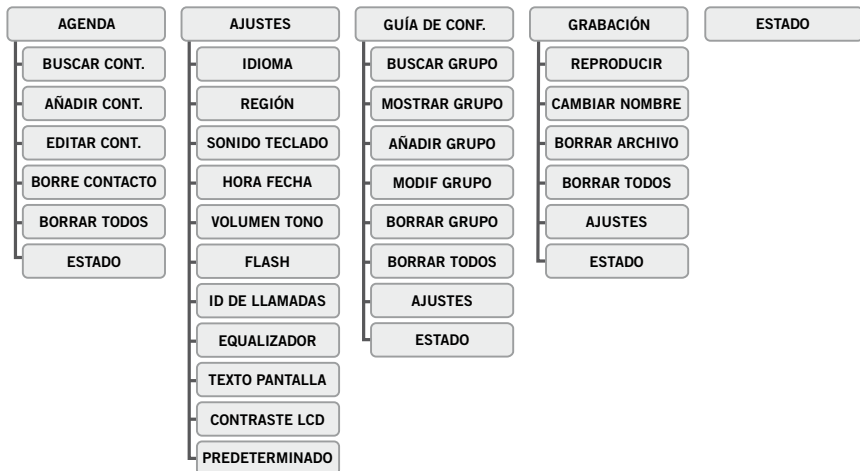 AGENDA
BUSCAR CONT.
AÑADIR CONT.
EDITAR CONT.
BORRE CONTACTO
BORRAR TODOS
ESTADO
AJUSTES
IDIOMA
REGIÓN
SONIDO TECLADO
HORA FECHA
VOLUMEN TONO
FLASH
ID DE LLAMADAS
EQUALIZADOR
TEXTO PANTALLA
CONTRASTE LCD
PREDETERMINADO
GUÍA DE CONF.
BUSCAR GRUPO
MOSTRAR GRUPO
AÑADIR GRUPO
MODIF GRUPO
BORRAR GRUPO
BORRAR TODOS
AJUSTES
ESTADO
GRABACIÓN
REPRODUCIR
CAMBIAR NOMBRE
BORRAR ARCHIVO
BORRAR TODOS
AJUSTES
ESTADO
ESTADO